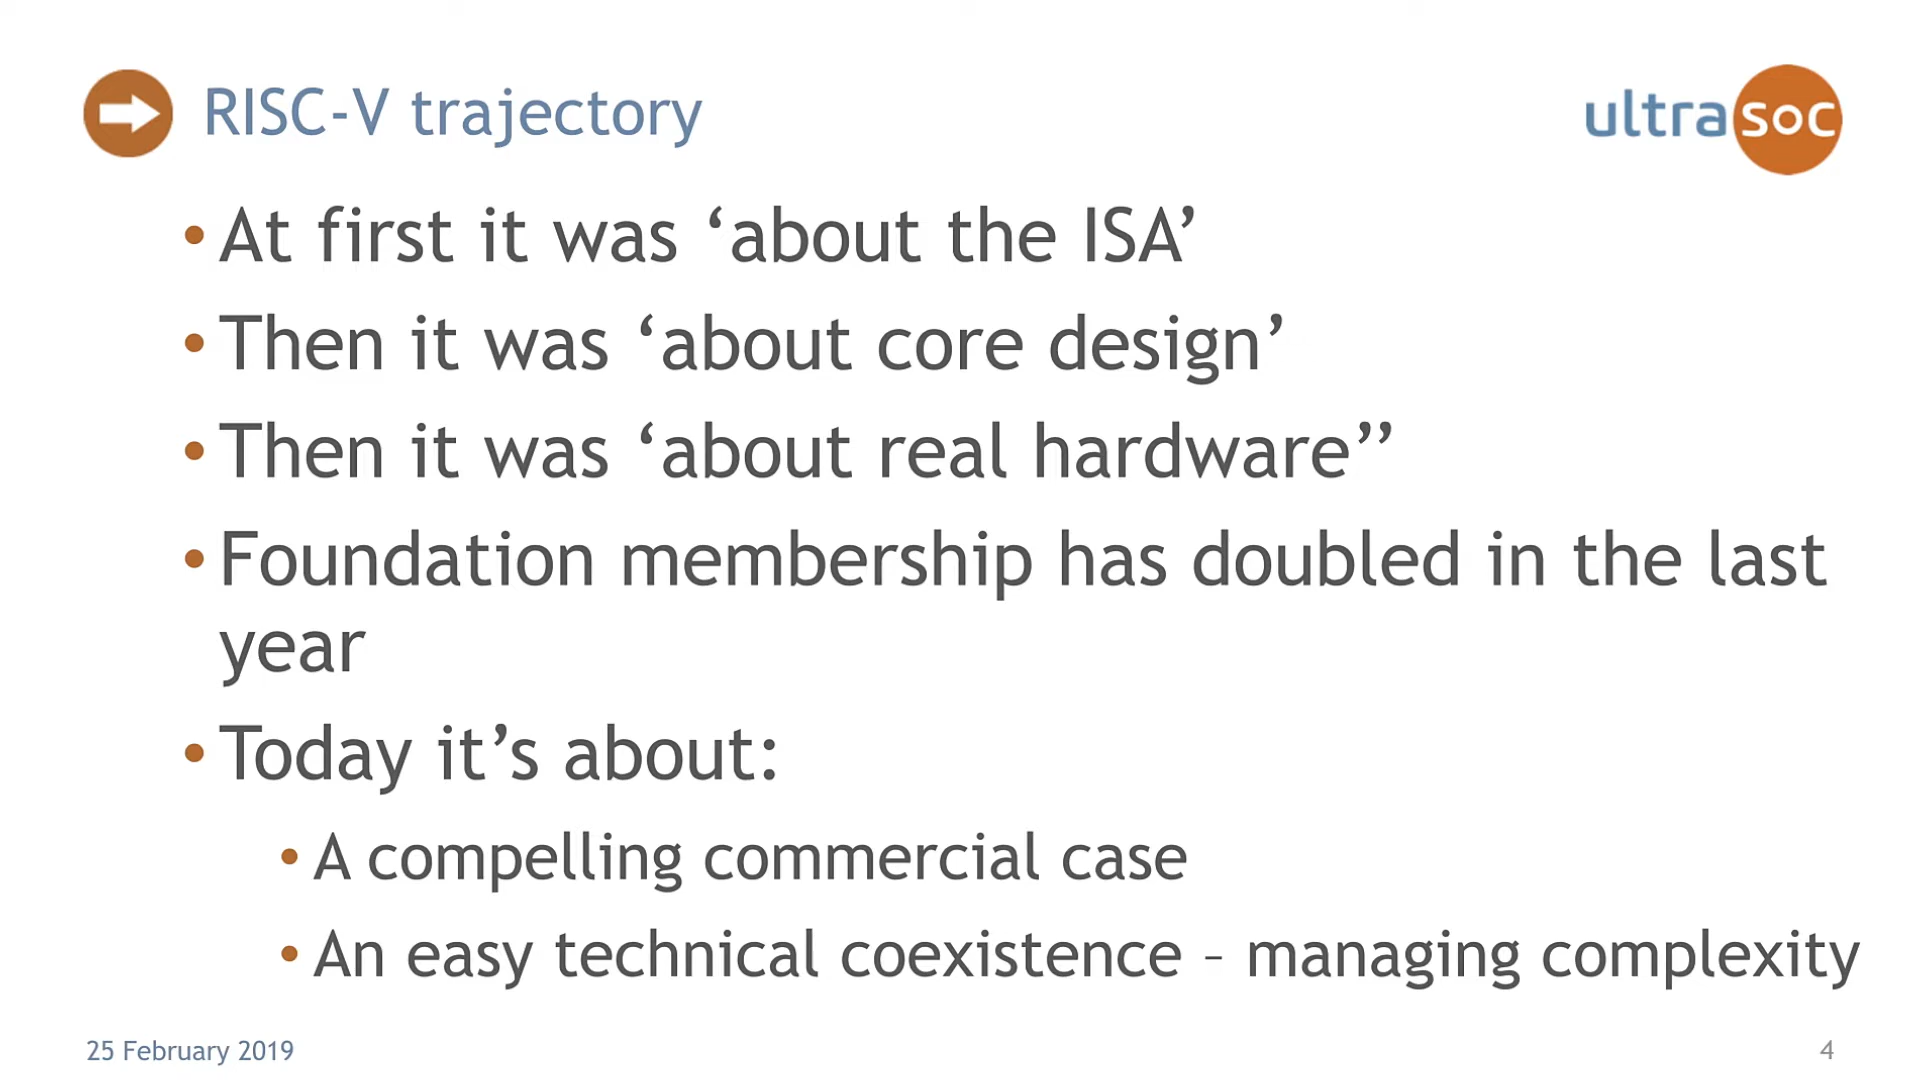 RISC-V trajectory
ultrasoc
• At first it was ‘about the ISA’
• Then it was ‘about core design’
• Then it was ‘about real hardware’’
• Foundation membership has doubled in the last
year
• Today it’s about:
• A compelling commercial case
• An easy technical coexistence – managing complexity
25 February 2019
4